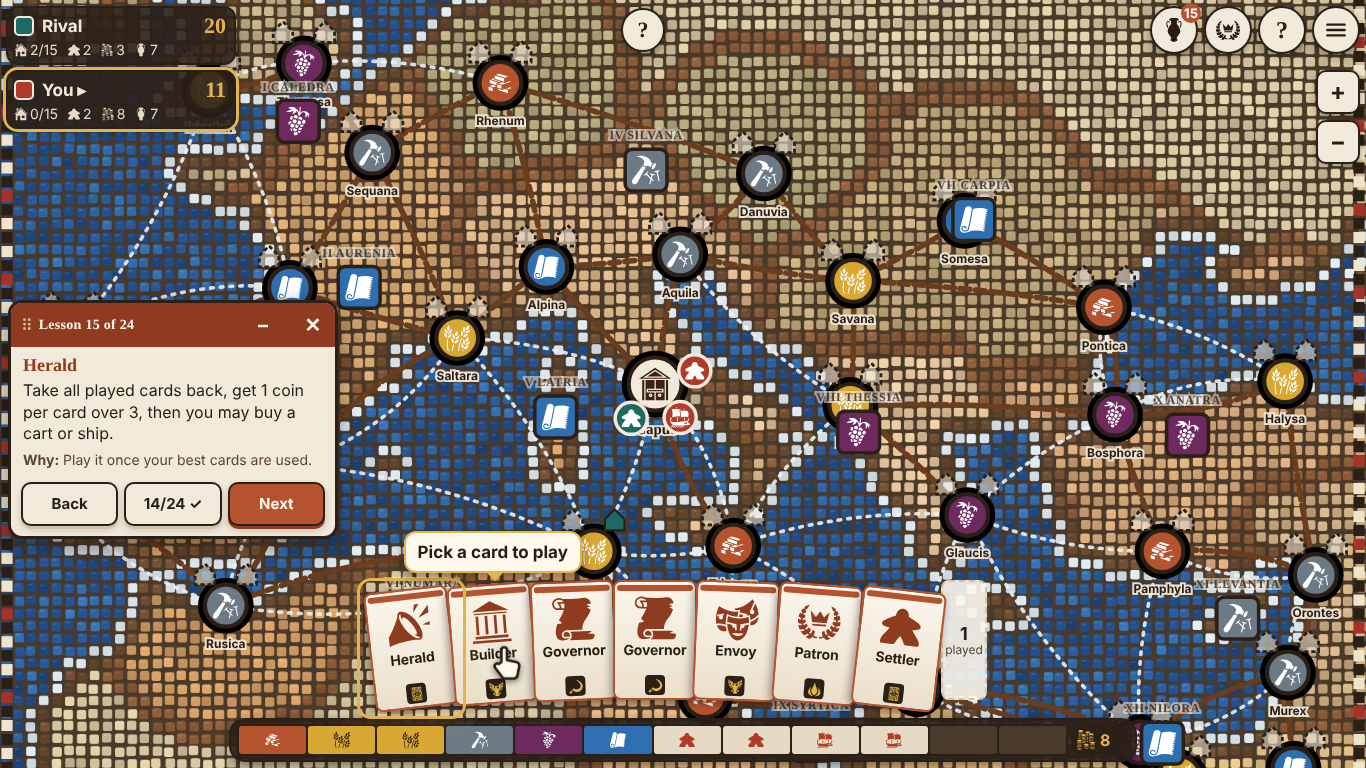 Rival 20
2/15 2 3 7
You ▸ 11
0/15 2 8 7
?
15
?
+
−
I CALEDRA
Rhenum
Sequana
IV SILVANA
Danuvia
VII CARPIA
Somesa
II AURENIA
Alpina
Aquila
Savana
Pontica
Saltara
V LATRIA
VIII THESSIA
X ANATRA
Halysa
Bosphora
Glaucis
Pamphyla
XI LEVANTIA
Orontes
Murex
Rusica
VI NUMARA
IX SYRTICA
XII NILORA
Lesson 15 of 24
Herald
Take all played cards back, get 1 coin
per card over 3, then you may buy a
cart or ship.
Why: Play it once your best cards are used.
Back
14/24 ✓
Next
Pick a card to play
Herald
Builder
Governor
Governor
Envoy
Patron
Settler
1
played
8